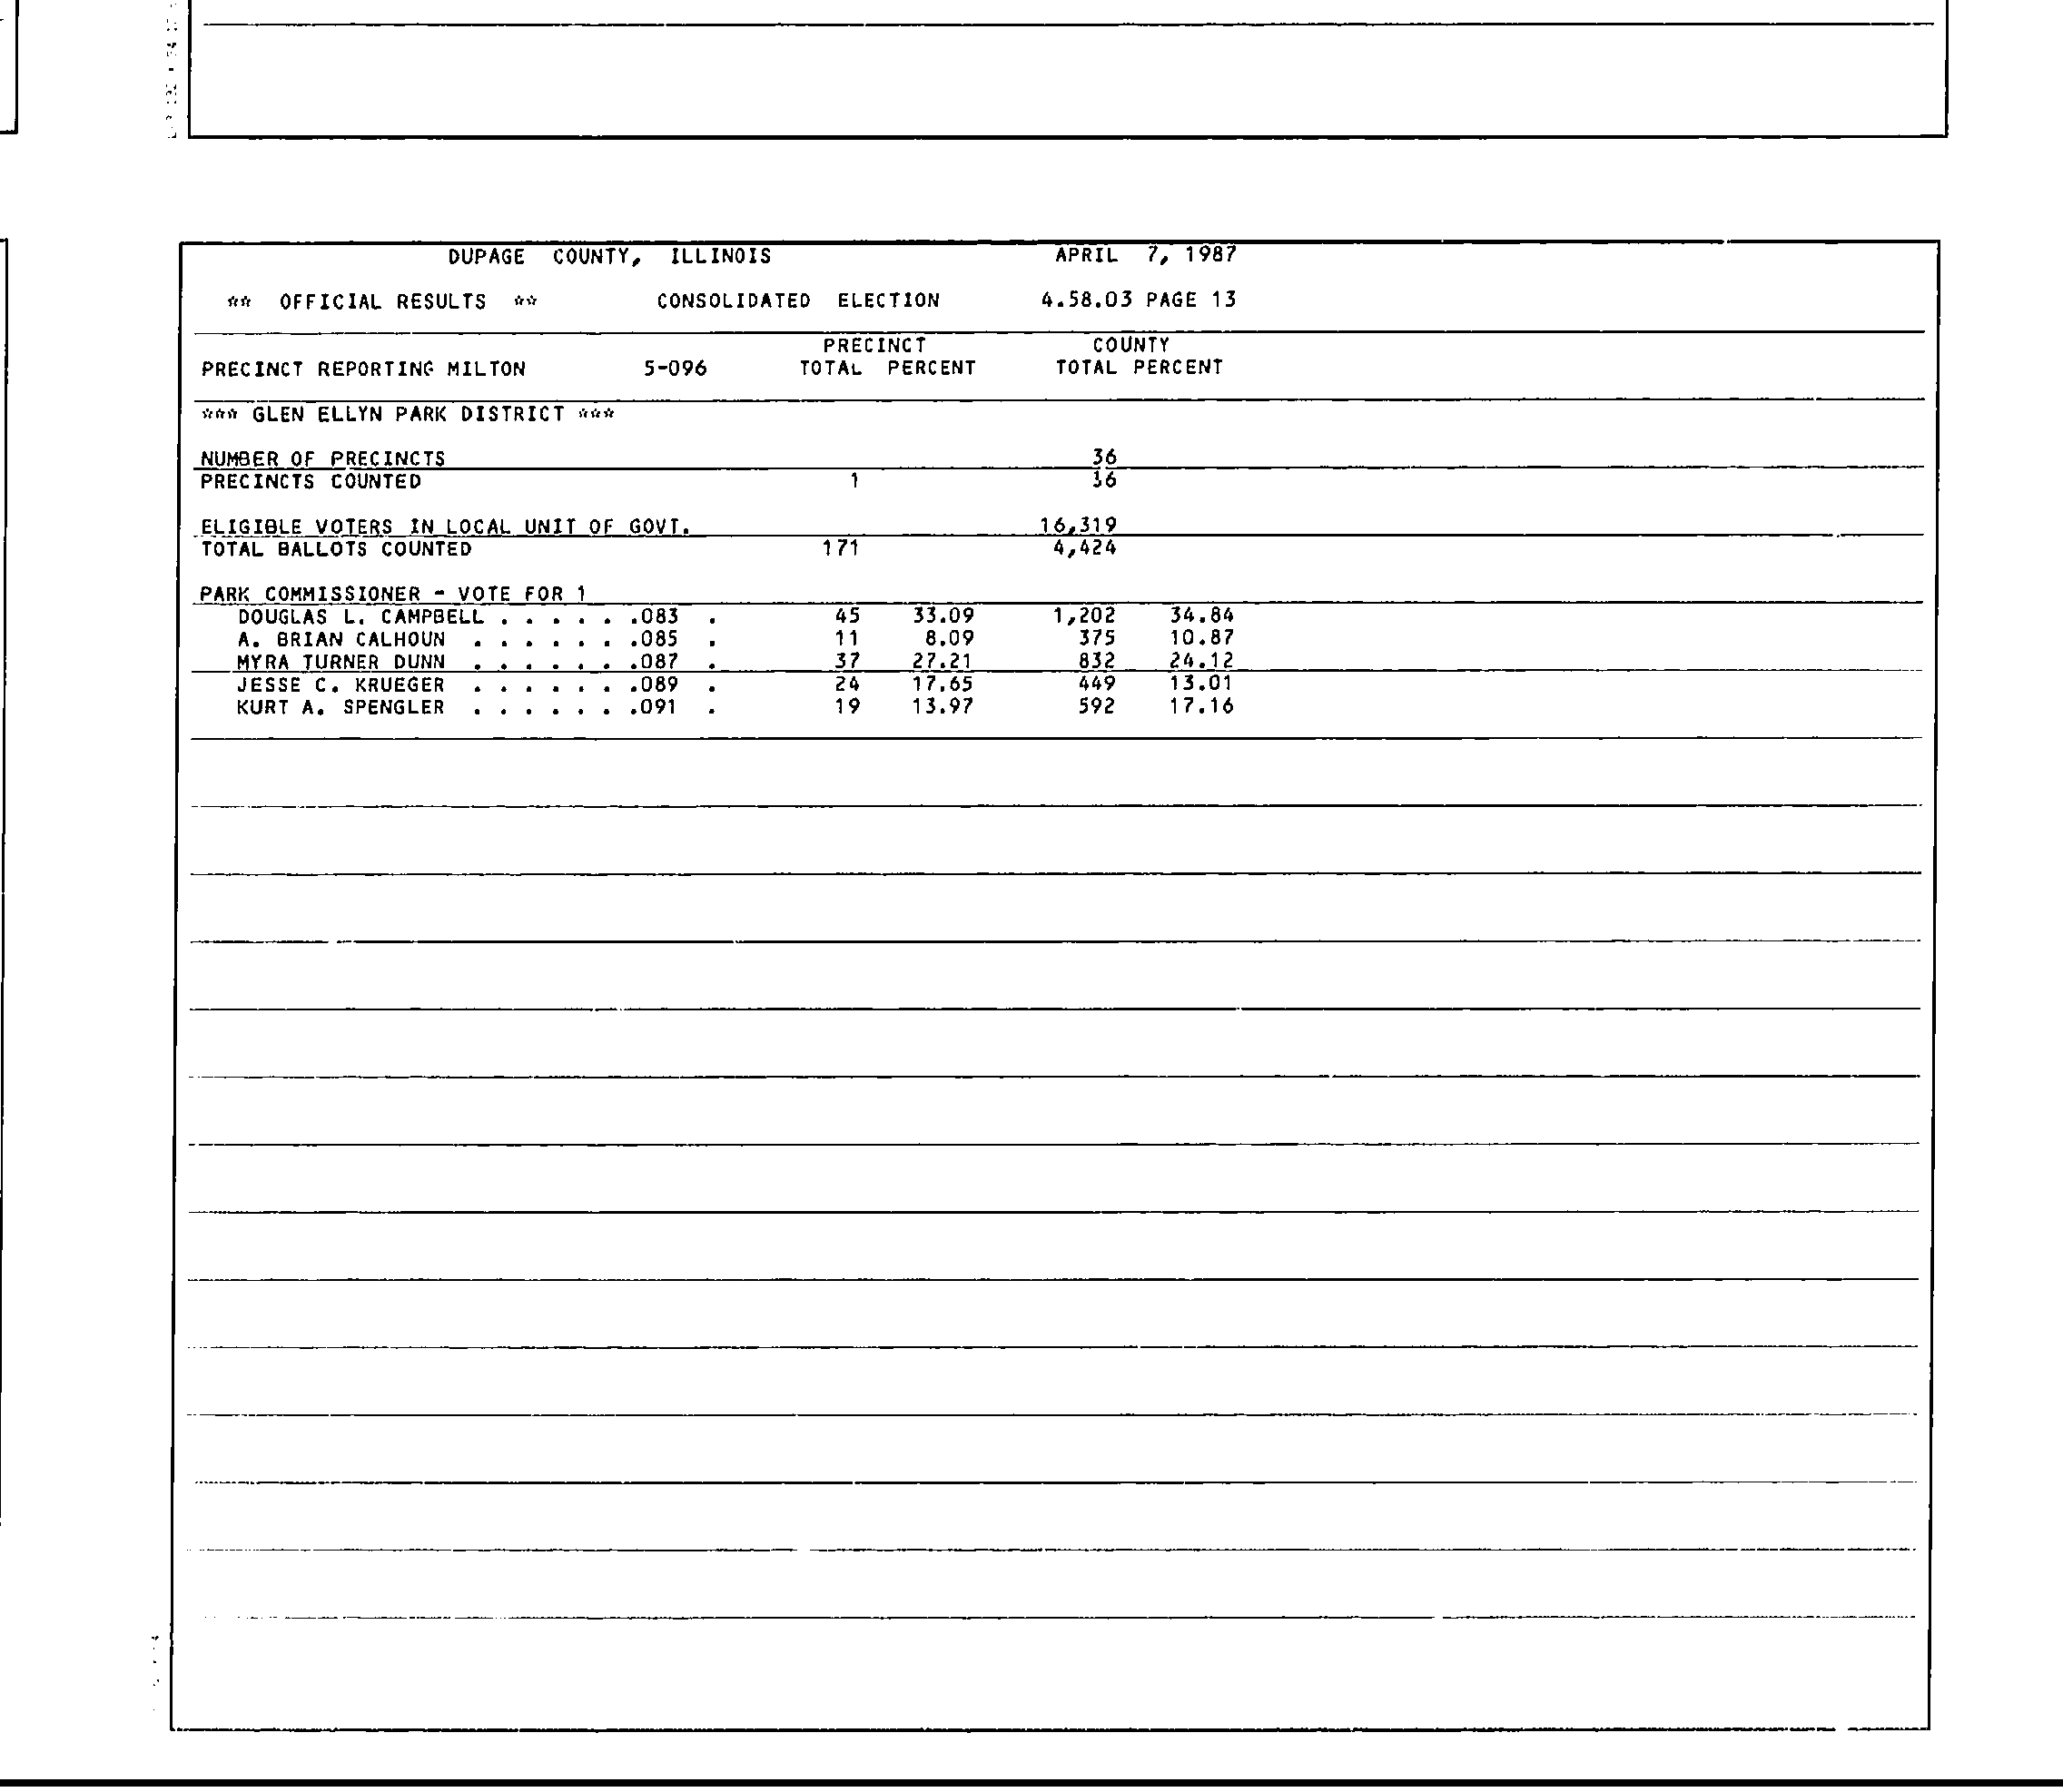 DUPAGE COUNTY, ILLINOIS APRIL 7, 1987
** OFFICIAL RESULTS ** CONSOLIDATED ELECTION 4.58.03 PAGE 13
PRECINCT COUNTY
PRECINCT REPORTING MILTON 5-096 TOTAL PERCENT TOTAL PERCENT
*** GLEN ELLYN PARK DISTRICT ***
NUMBER OF PRECINCTS 36
PRECINCTS COUNTED 1 36
ELIGIBLE VOTERS IN LOCAL UNIT OF GOVT. 16,319
TOTAL BALLOTS COUNTED 171 4,424
PARK COMMISSIONER - VOTE FOR 1
DOUGLAS L. CAMPBELL . . . . . .083 . 45 33.09 1,202 34.84
A. BRIAN CALHOUN . . . . . . .085 . 11 8.09 375 10.87
MYRA TURNER DUNN . . . . . . .087 . 37 27.21 832 24.12
JESSE C. KRUEGER . . . . . . .089 . 24 17.65 449 13.01
KURT A. SPENGLER . . . . . . .091 . 19 13.97 592 17.16